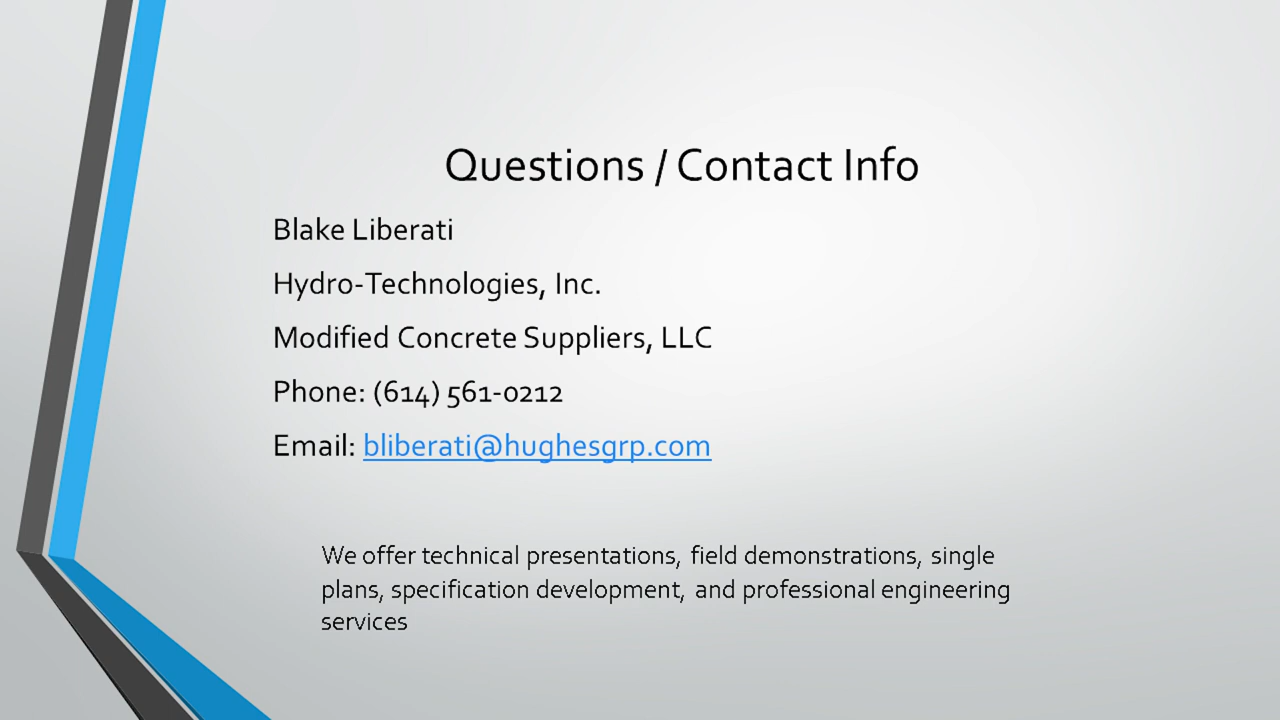 Questions / Contact Info
Blake Liberati
Hydro-Technologies, Inc.
Modified Concrete Suppliers, LLC
Phone: (614) 561-0212
Email: bliberati@hughesgrp.com
We offer technical presentations, field demonstrations, single
plans, specification development, and professional engineering
services